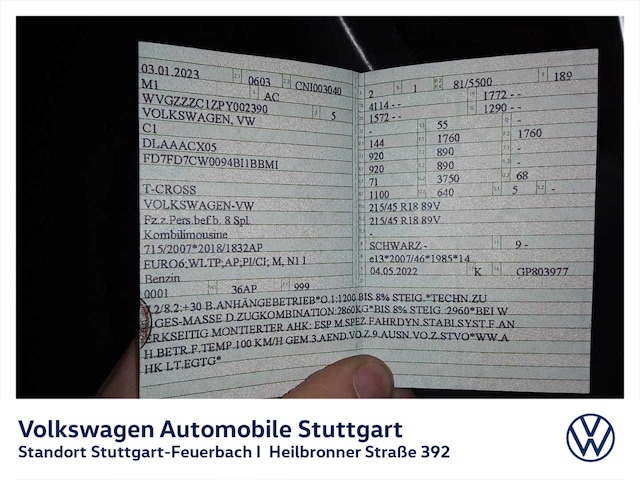 03.01.2023 0603 CNI003040
M1 AC
WVGZZZC1ZPY002390 5
VOLKSWAGEN, VW
C1
DLAAACX05
FD7FD7CW0094BI1BBMI
T-CROSS
VOLKSWAGEN-VW
Fz.z.Pers.bef.b. 8 Spl.
Kombilimousine
715/2007*2018/1832AP
EURO6;WLTP;AP;PI/CI; M, N1 I
Benzin
0001 36AP 999
2 1 81/5500 189
4114 - - 1772 - -
1572 - - 1290 - -
- 55 -
144 1760 1760
920 890 -
920 890 -
71 3750 68
1100 640 5 -
215/45 R18 89V
215/45 R18 89V
-
SCHWARZ - 9 -
e13*2007/46*1985*14
04.05.2022 K GP803977
7.2/8.2:+30 B.ANHÄNGEBETRIEB*O.1:1200 BIS 8% STEIG.*TECHN.ZU
L.GES-MASSE D.ZUGKOMBINATION:2860KG*BIS 8% STEIG :2960*BEI W
ERKSEITIG MONTIERTER AHK: ESP M.SPEZ.FAHRDYN.STABLSYST.F.AN
H.BETR.F.TEMP.100 KM/H GEM.3.AEND.VO.Z.9.AUSN.VO.Z.STVO*WW.A
HK LT.EGTG*
Volkswagen Automobile Stuttgart
Standort Stuttgart-Feuerbach I Heilbronner Straße 392